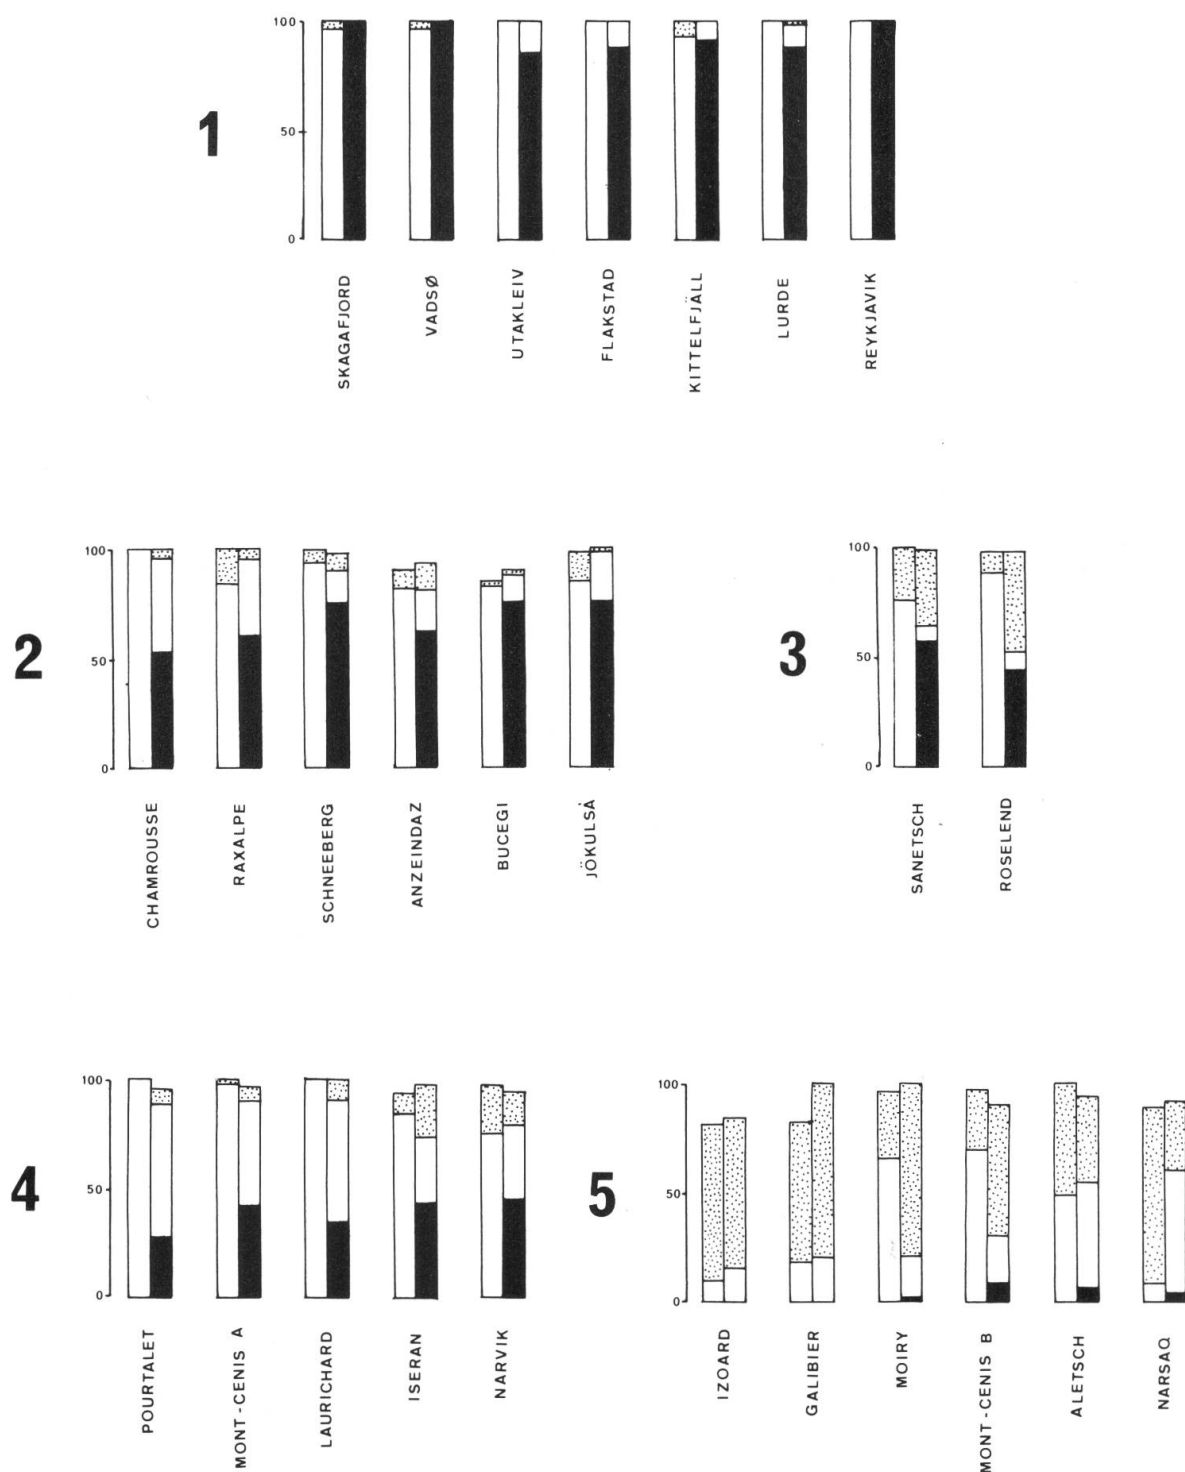 1
100
50
0
SKAGAFJORD
VADSØ
UTAKLEIV
FLAKSTAD
KITTELFJÄLL
LURDE
REYKJAVIK
2
100
50
0
CHAMROUSSE
RAXALPE
SCHNEEBERG
ANZEINDAZ
BUCEGI
JÖKULSÅ
3
100
50
0
SANETSCH
ROSELEND
4
100
50
0
POURTALET
MONT-CENIS A
LAURICHARD
ISERAN
NARVIK
5
100
50
0
IZOARD
GALIBIER
MOIRY
MONT-CENIS B
ALETSCH
NARSAQ